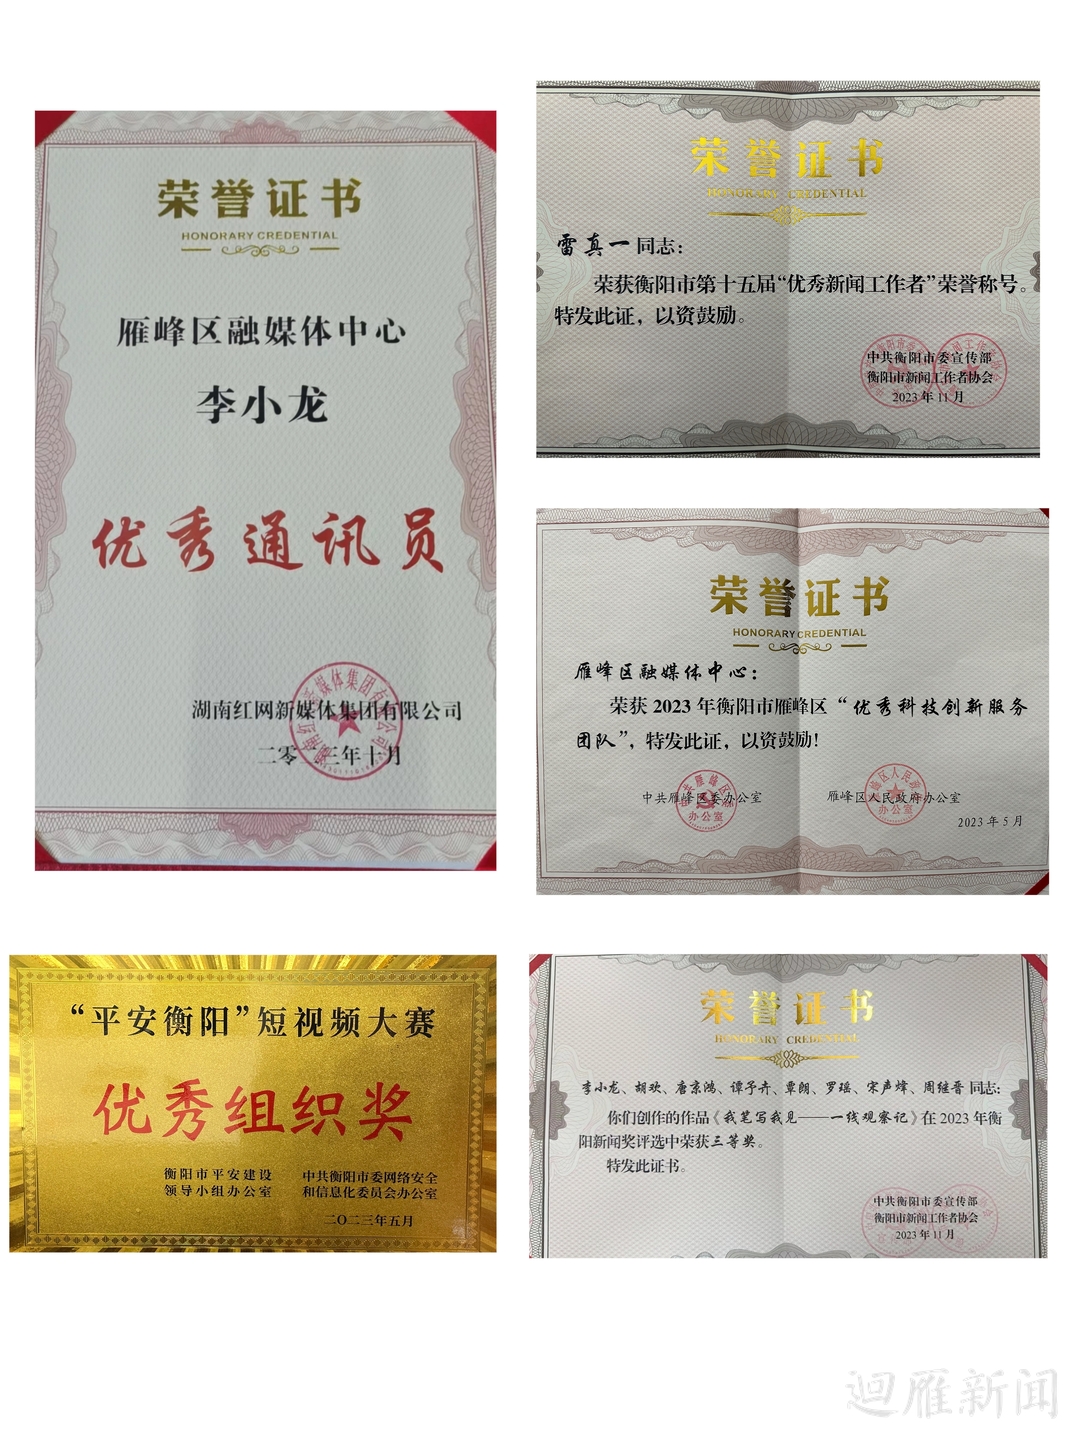 荣誉证书
HONORARY CREDENTIAL
雁峰区融媒体中心
李小龙
优秀通讯员
湖南红网新媒体集团有限公司
二零二三年十月
荣誉证书
HONORARY CREDENTIAL
雷真一同志：
荣获衡阳市第十五届“优秀新闻工作者”荣誉称号。
特发此证，以资鼓励。
中共衡阳市委宣传部
衡阳市新闻工作者协会
2023年11月
荣誉证书
HONORARY CREDENTIAL
雁峰区融媒体中心：
荣获2023年衡阳市雁峰区“优秀科技创新服务
团队”，特发此证，以资鼓励！
中共雁峰区委办公室
雁峰区人民政府办公室
2023年5月
“平安衡阳”短视频大赛
优秀组织奖
衡阳市平安建设
领导小组办公室
中共衡阳市委网络安全
和信息化委员会办公室
二〇二三年五月
荣誉证书
HONORARY CREDENTIAL
李小龙、胡欢、唐京鸿、谭予卉、覃朗、罗瑶、宋声烽、周继晋同志：
你们创作的作品《我笔写我见——一线观察记》在2023年衡
阳新闻奖评选中荣获三等奖。
特发此证书。
中共衡阳市委宣传部
衡阳市新闻工作者协会
2023年11月
迴雁新闻